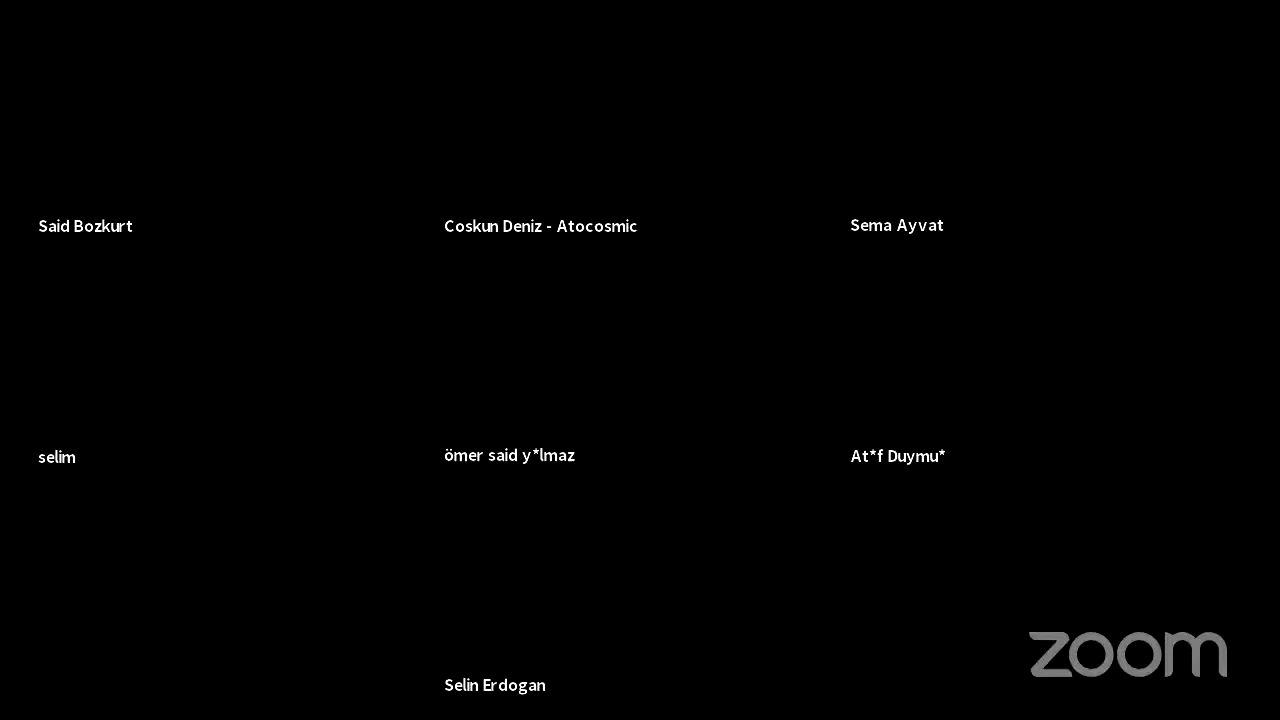 Said Bozkurt
Coskun Deniz - Atocosmic
Sema Ayvat
selim
ömer said y*lmaz
At*f Duymu*
Selin Erdogan
zoom